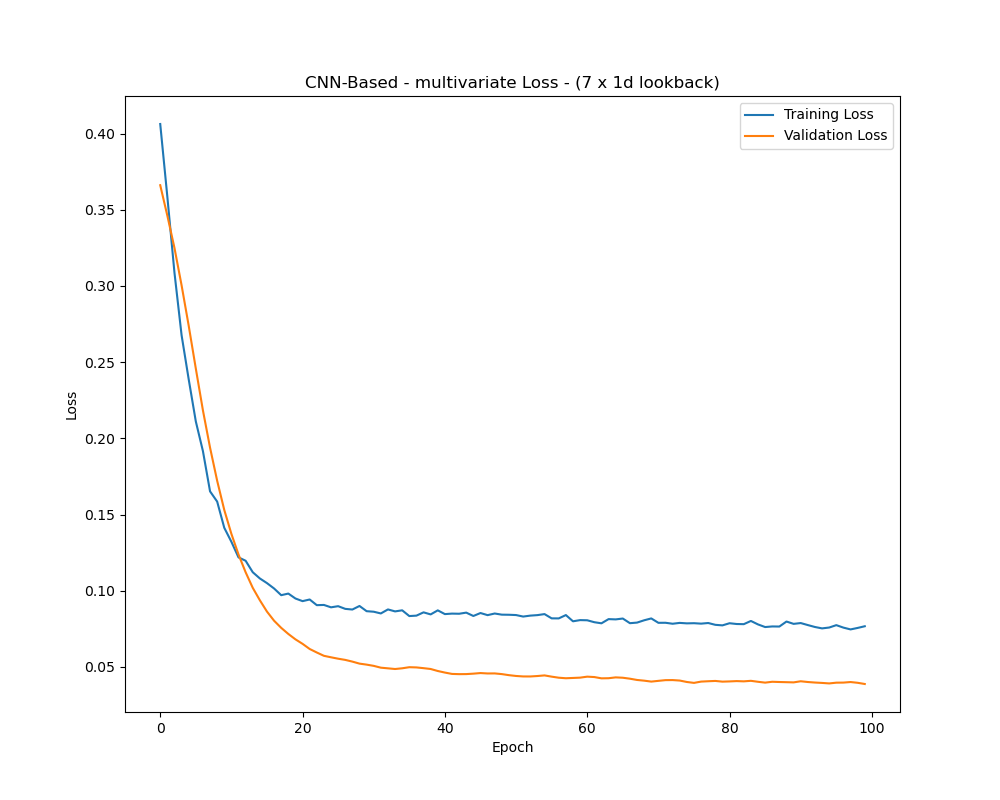 CNN-Based - multivariate Loss - (7 x 1d lookback)
Training Loss
Validation Loss
0.40
0.35
0.30
0.25
0.20
0.15
0.10
0.05
Loss
0 20 40 60 80 100
Epoch